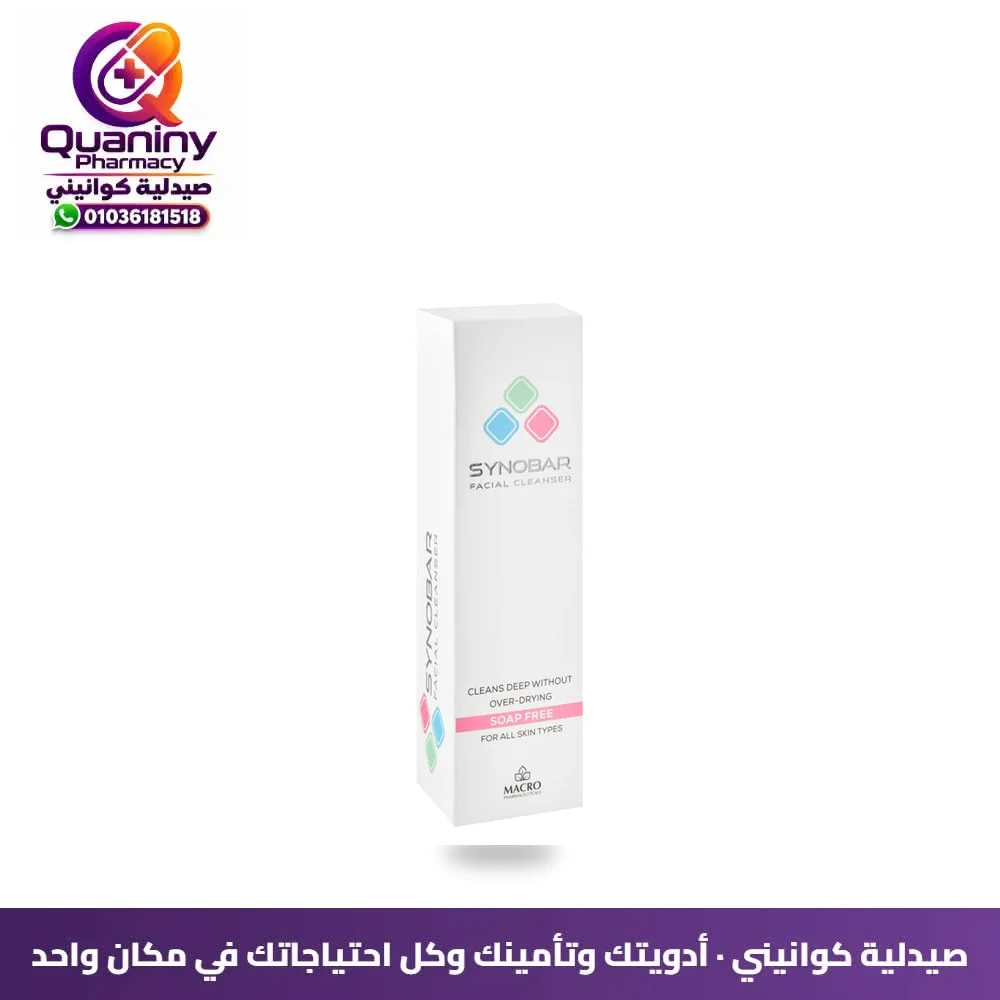 Quaniny
Pharmacy
صيدلية كوانيني
01036181518
SYNOBAR
FACIAL CLEANSER
SYNOBAR
FACIAL CLEANSER
CLEANS DEEP WITHOUT
OVER-DRYING
SOAP FREE
FOR ALL SKIN TYPES
MACRO
PHARMACEUTICALS
صيدلية كوانيني · أدويتك وتأمينك وكل احتياجاتك في مكان واحد